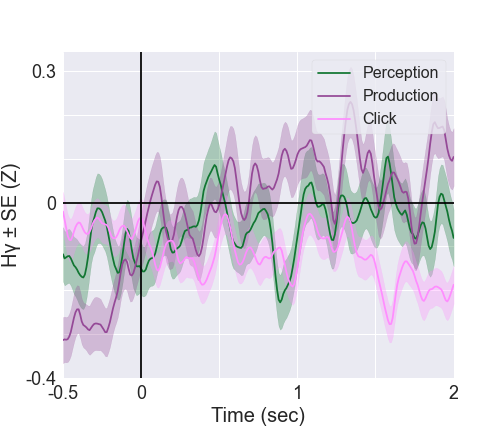 Perception
Production
Click
0.3
0
-0.4
Hγ ± SE (Z)
-0.5
0
1
2
Time (sec)